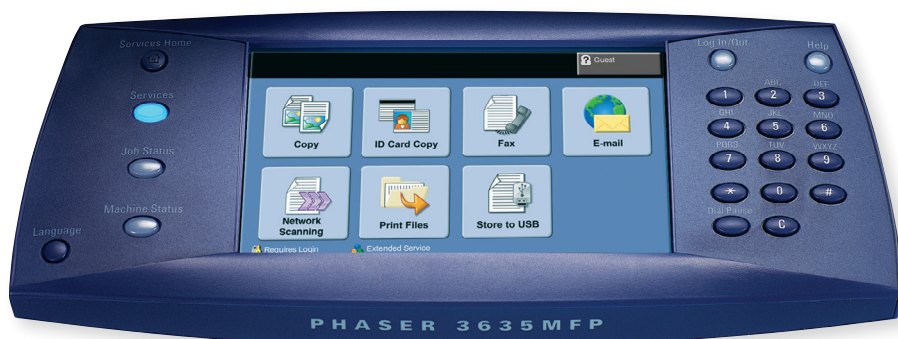 Services Home
Services
Job Status
Machine Status
Language
? Guest
Copy
ID Card Copy
Fax
E-mail
Network
Scanning
Print Files
Store to USB
Requires Login
Extended Service
Log In/Out
Help
ABC
DEF
1
2
3
GHI
JKL
MNO
4
5
6
PQRS
TUV
WXYZ
7
8
9
*
0
#
Dial Pause
C
PHASER 3635MFP